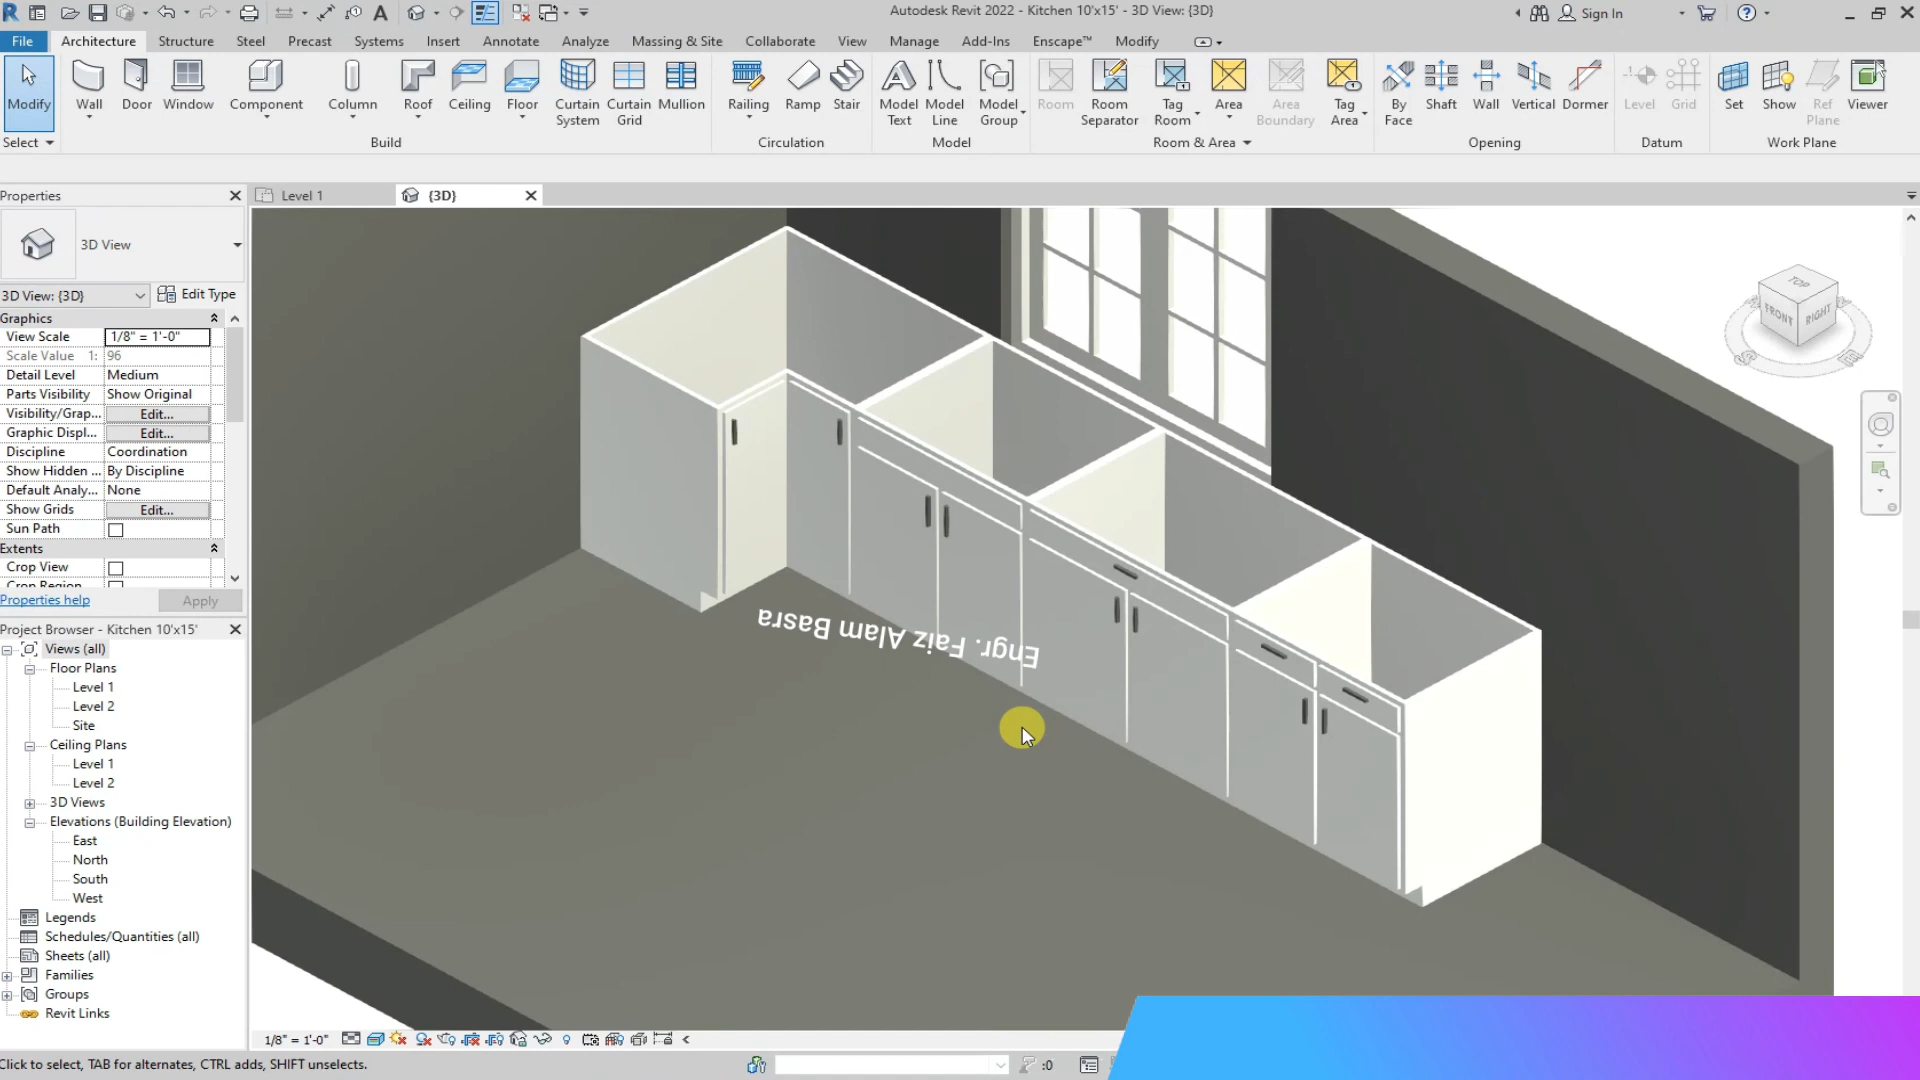 Autodesk Revit 2022 - Kitchen 10'x15' - 3D View: {3D}
Sign In
File Architecture Structure Steel Precast Systems Insert Annotate Analyze Massing & Site Collaborate View Manage Add-Ins Enscape™ Modify
Modify Wall Door Window Component Column Roof Ceiling Floor Curtain System Curtain Grid Mullion Railing Ramp Stair Model Text Model Line Model Group Room Room Separator Tag Room Area Area Boundary Tag Area By Face Shaft Wall Vertical Dormer Level Grid Set Show Ref Plane Viewer
Select Build Circulation Model Room & Area Opening Datum Work Plane
Properties
Level 1
{3D}
3D View
3D View: {3D} Edit Type
Graphics
View Scale 1/8" = 1'-0"
Scale Value 1: 96
Detail Level Medium
Parts Visibility Show Original
Visibility/Grap... Edit...
Graphic Displ... Edit...
Discipline Coordination
Show Hidden ... By Discipline
Default Analy... None
Show Grids Edit...
Sun Path
Extents
Crop View
Crop Region
Properties help Apply
Project Browser - Kitchen 10'x15'
Views (all)
Floor Plans
Level 1
Level 2
Site
Ceiling Plans
Level 1
Level 2
3D Views
Elevations (Building Elevation)
East
North
South
West
Legends
Schedules/Quantities (all)
Sheets (all)
Families
Groups
Revit Links
TOP
FRONT RIGHT
Engr. Faiz Alam Basra
1/8" = 1'-0"
Click to select, TAB for alternates, CTRL adds, SHIFT unselects.
:0